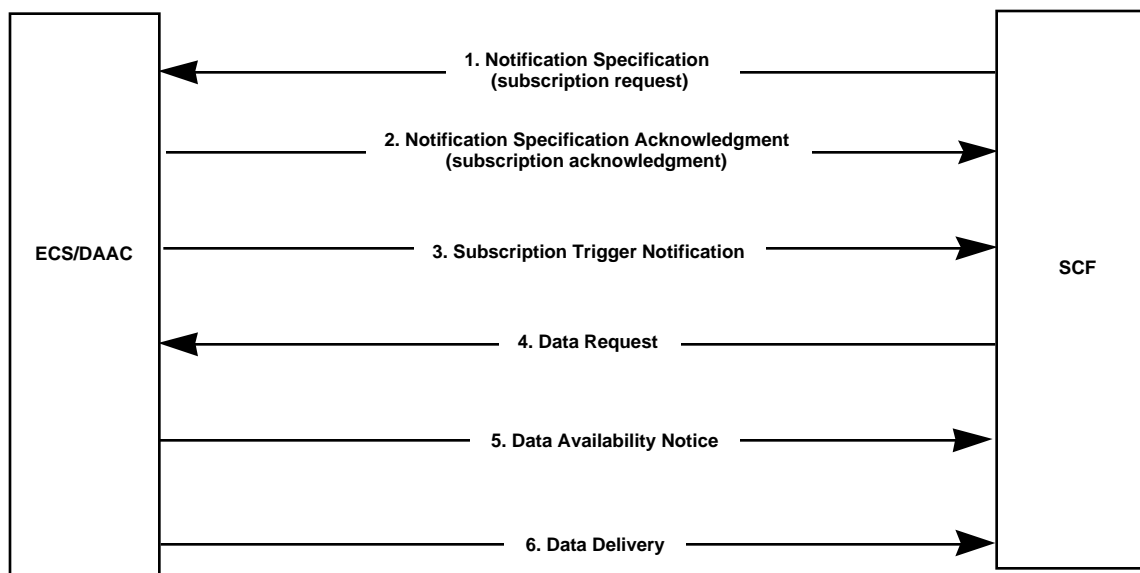 1. Notification Specification
(subscription request)
2. Notification Specification Acknowledgment
(subscription acknowledgment)
ECS/DAAC
3. Subscription Trigger Notification
SCF
4. Data Request
5. Data Availability Notice
6. Data Delivery